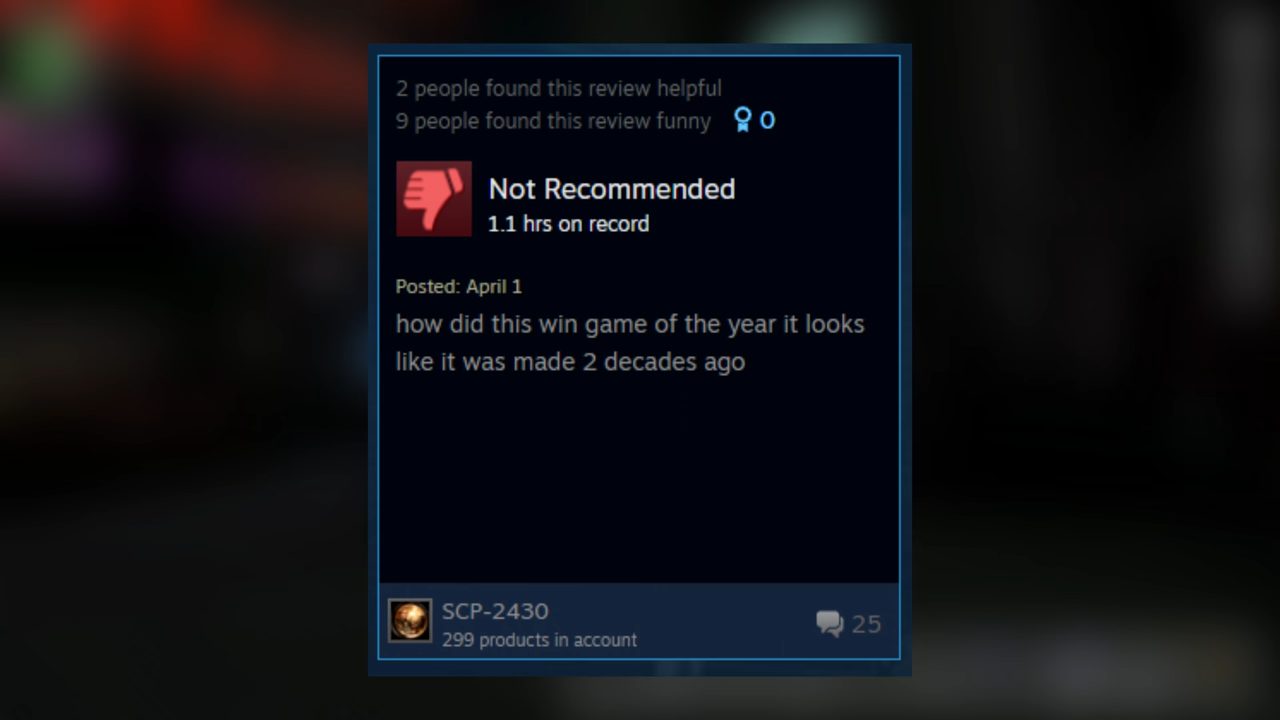 2 people found this review helpful
9 people found this review funny 0
Not Recommended
1.1 hrs on record
Posted: April 1
how did this win game of the year it looks
like it was made 2 decades ago
SCP-2430
299 products in account
25